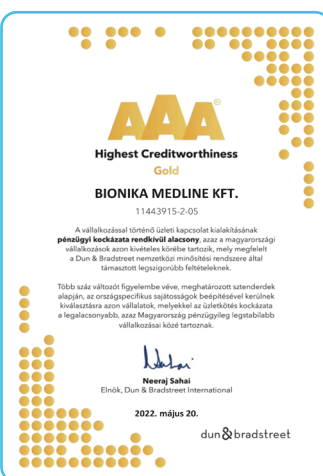 AAA®
Highest Creditworthiness
Gold
BIONIKA MEDLINE KFT.
11443915-2-05
A vállalkozással történő üzleti kapcsolat kialakításának
pénzügyi kockázata rendkívül alacsony, azaz a magyarországi
vállalkozások azon kivételes körébe tartozik, mely megfelelt
a Dun & Bradstreet nemzetközi minősítési rendszere által
támasztott legszigorúbb feltételeknek.
Több száz változót figyelembe véve, meghatározott sztenderdek
alapján, az országspecifikus sajátosságok beépítésével kerülnek
kiválasztásra azon vállalatok, melyekkel az üzletkötés kockázata
a legalacsonyabb, azaz Magyarország pénzügyileg legstabilabb
vállalkozásai közé tartoznak.
Neeraj Sahai
Elnök, Dun & Bradstreet International
2022. május 20.
dun & bradstreet